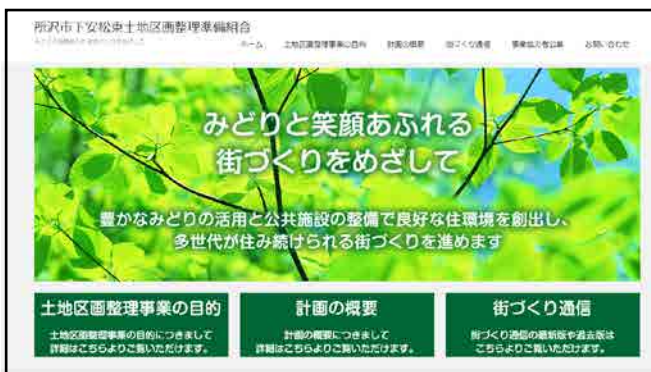 所沢市下安松東土地区画整理準備組合
ホーム 土地区画整理事業の目的 計画の概要 街づくり通信 事業協力者公募 お問い合わせ
みどりと笑顔あふれる
街づくりをめざして
豊かなみどりの活用と公共施設の整備で良好な住環境を創出し、
多世代が住み続けられる街づくりを進めます
土地区画整理事業の目的
土地区画整理事業の目的につきまして
詳細はこちらよりご覧いただけます。
計画の概要
計画の概要につきまして
詳細はこちらよりご覧いただけます。
街づくり通信
街づくり通信の最新版や過去版は
こちらよりご覧いただけます。